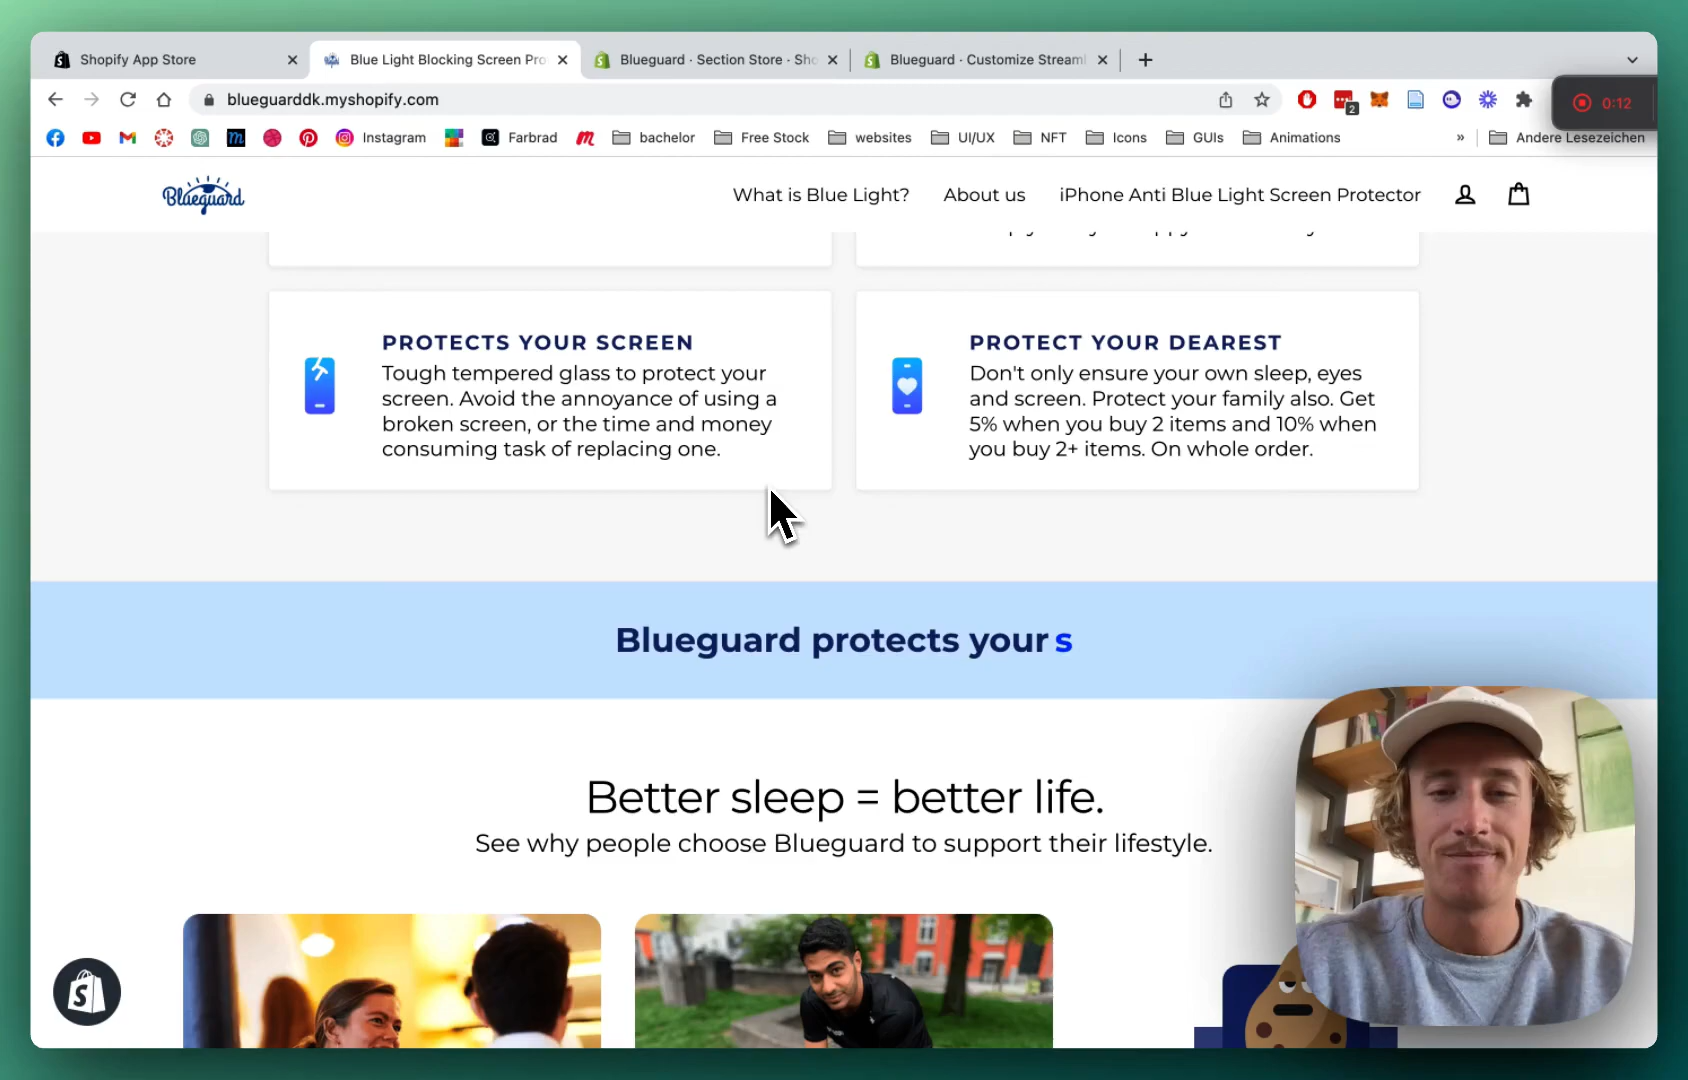 Shopify App Store
Blue Light Blocking Screen Pro
Blueguard · Section Store · Sho
Blueguard · Customize Streaml
blueguarddk.myshopify.com
2
0:12
Instagram
Farbrad
bachelor
Free Stock
websites
UI/UX
NFT
Icons
GUIs
Animations
»
Andere Lesezeichen
Blueguard
What is Blue Light?
About us
iPhone Anti Blue Light Screen Protector
PROTECTS YOUR SCREEN
Tough tempered glass to protect your
screen. Avoid the annoyance of using a
broken screen, or the time and money
consuming task of replacing one.
PROTECT YOUR DEAREST
Don't only ensure your own sleep, eyes
and screen. Protect your family also. Get
5% when you buy 2 items and 10% when
you buy 2+ items. On whole order.
Blueguard protects your s
Better sleep = better life.
See why people choose Blueguard to support their lifestyle.